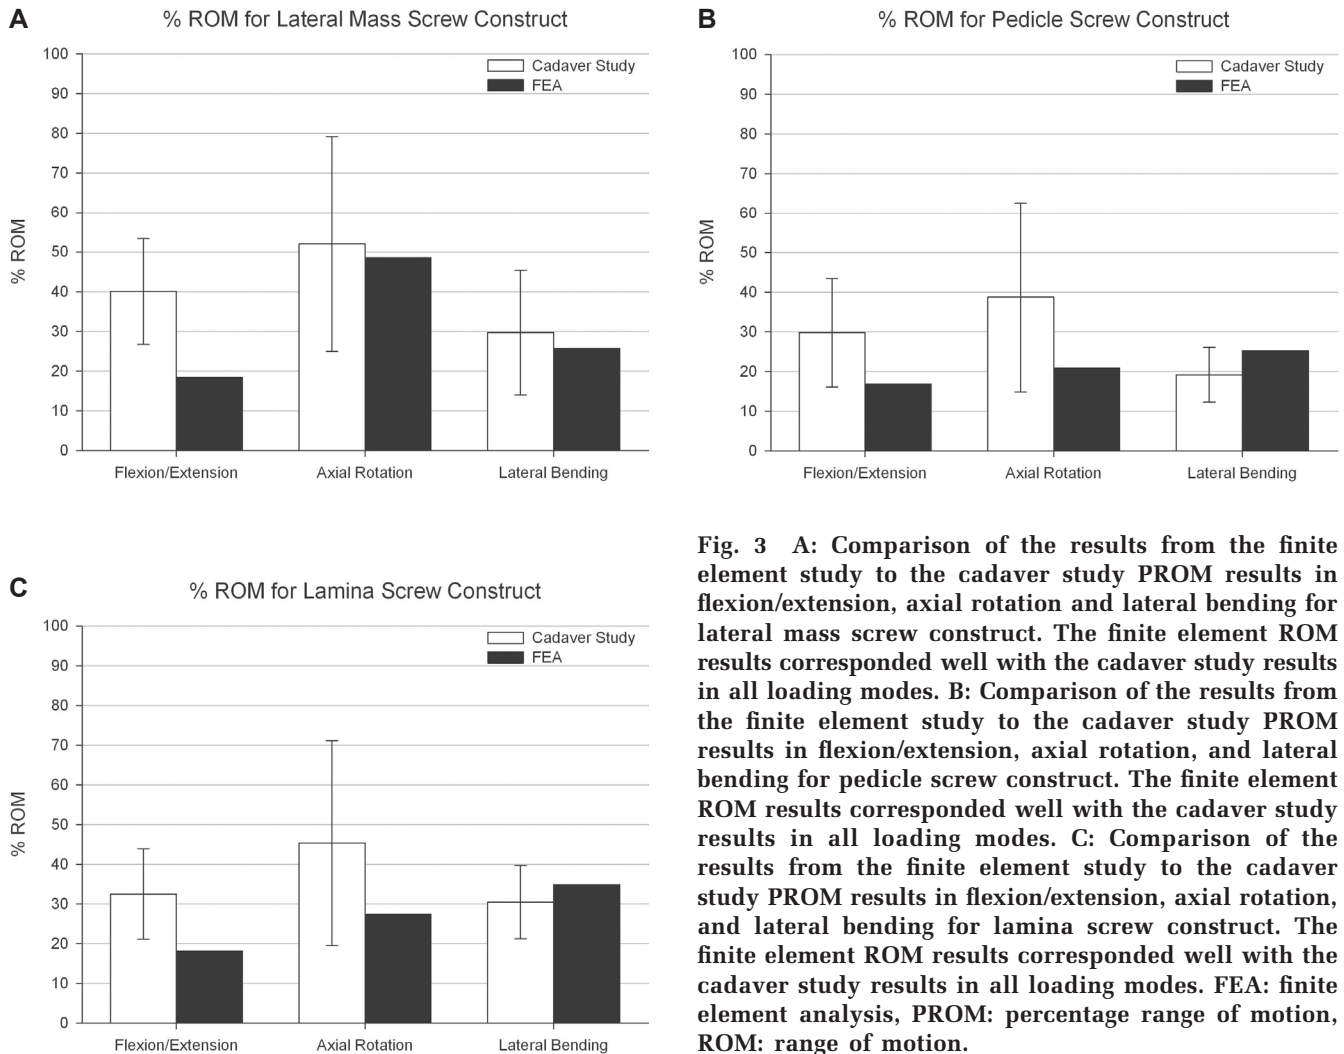 A
% ROM for Lateral Mass Screw Construct
100
90
80
70
60
50
40
30
20
10
0
% ROM
Cadaver Study
FEA
Flexion/Extension
Axial Rotation
Lateral Bending
B
% ROM for Pedicle Screw Construct
100
90
80
70
60
50
40
30
20
10
0
% ROM
Cadaver Study
FEA
Flexion/Extension
Axial Rotation
Lateral Bending
C
% ROM for Lamina Screw Construct
100
90
80
70
60
50
40
30
20
10
0
% ROM
Cadaver Study
FEA
Flexion/Extension
Axial Rotation
Lateral Bending
Fig. 3 A: Comparison of the results from the finite
element study to the cadaver study PROM results in
flexion/extension, axial rotation and lateral bending for
lateral mass screw construct. The finite element ROM
results corresponded well with the cadaver study results
in all loading modes. B: Comparison of the results from
the finite element study to the cadaver study PROM
results in flexion/extension, axial rotation, and lateral
bending for pedicle screw construct. The finite element
ROM results corresponded well with the cadaver study
results in all loading modes. C: Comparison of the
results from the finite element study to the cadaver
study PROM results in flexion/extension, axial rotation,
and lateral bending for lamina screw construct. The
finite element ROM results corresponded well with the
cadaver study results in all loading modes. FEA: finite
element analysis, PROM: percentage range of motion,
ROM: range of motion.